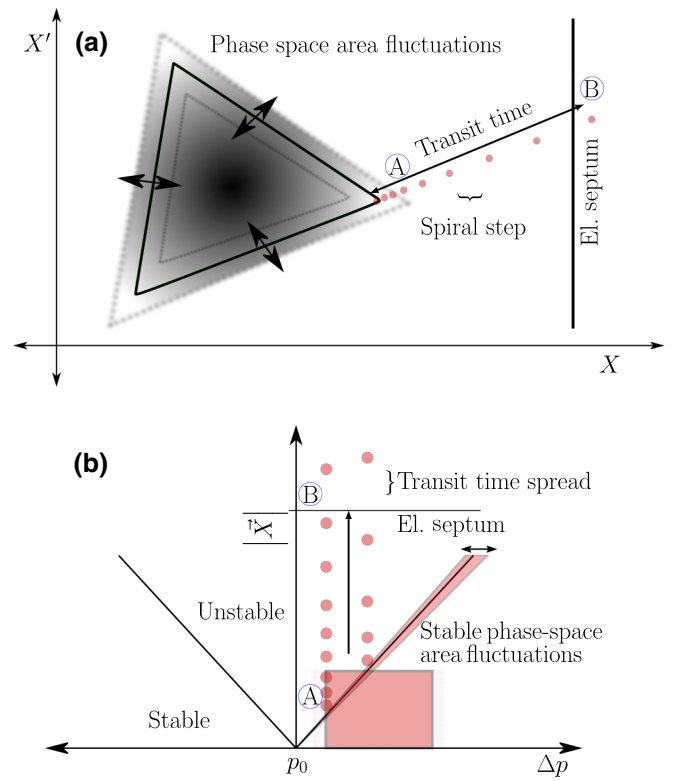 X′
(a)
Phase space area fluctuations
B
Transit time
A
El. septum
Spiral step
X
(b)
}Transit time spread
B
El. septum
|X⃗|
Unstable
Stable phase-space
area fluctuations
A
Stable
p₀
Δp